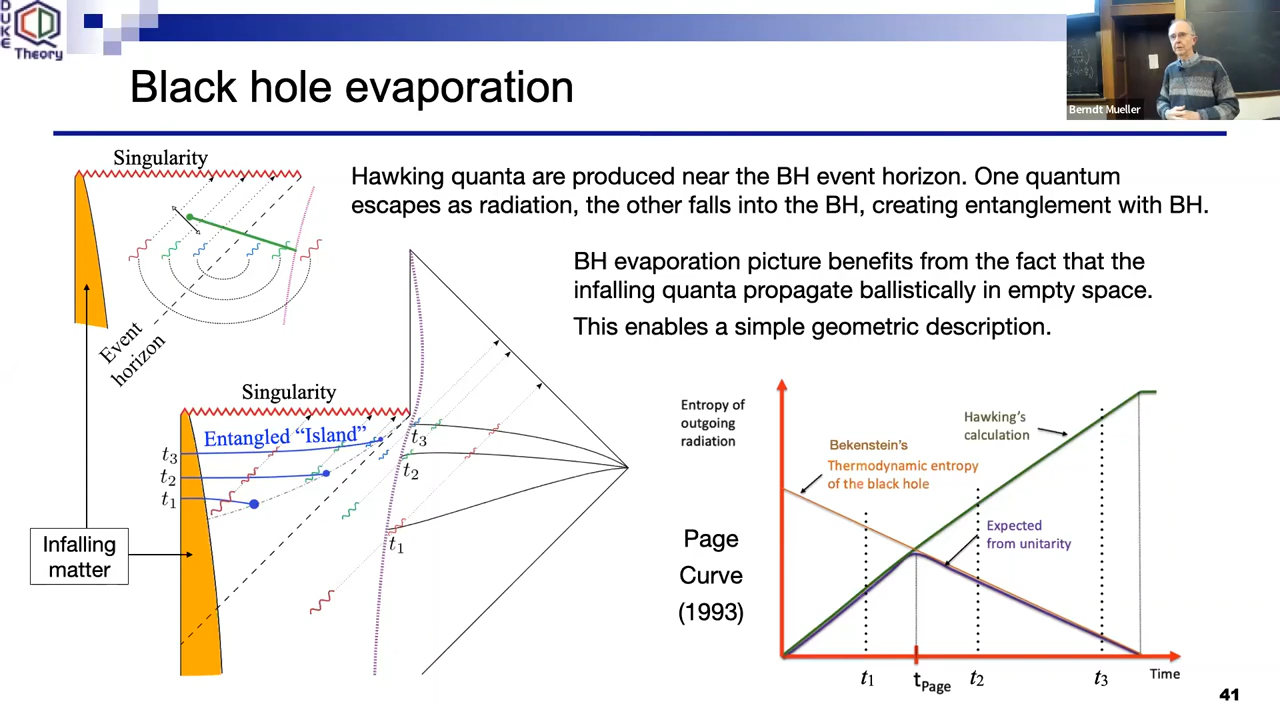 DUKE
QCD
Theory
Black hole evaporation
Berndt Mueller
Singularity
Event
horizon
Hawking quanta are produced near the BH event horizon. One quantum
escapes as radiation, the other falls into the BH, creating entanglement with BH.
BH evaporation picture benefits from the fact that the
infalling quanta propagate ballistically in empty space.
This enables a simple geometric description.
Singularity
Entangled “Island”
t3
t2
t1
t3
t2
t1
Infalling
matter
Entropy of
outgoing
radiation
Hawking's
calculation
Bekenstein's
Thermodynamic entropy
of the black hole
Expected
from unitarity
Page
Curve
(1993)
t1
tPage
t2
t3
Time
41